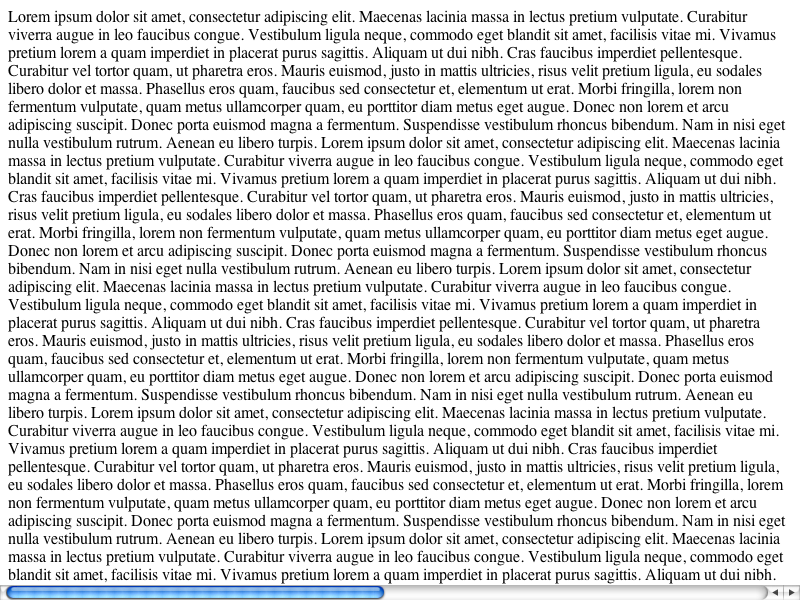 Lorem ipsum dolor sit amet, consectetur adipiscing elit. Maecenas lacinia massa in lectus pretium vulputate. Curabitur
viverra augue in leo faucibus congue. Vestibulum ligula neque, commodo eget blandit sit amet, facilisis vitae mi. Vivamus
pretium lorem a quam imperdiet in placerat purus sagittis. Aliquam ut dui nibh. Cras faucibus imperdiet pellentesque.
Curabitur vel tortor quam, ut pharetra eros. Mauris euismod, justo in mattis ultricies, risus velit pretium ligula, eu sodales
libero dolor et massa. Phasellus eros quam, faucibus sed consectetur et, elementum ut erat. Morbi fringilla, lorem non
fermentum vulputate, quam metus ullamcorper quam, eu porttitor diam metus eget augue. Donec non lorem et arcu
adipiscing suscipit. Donec porta euismod magna a fermentum. Suspendisse vestibulum rhoncus bibendum. Nam in nisi eget
nulla vestibulum rutrum. Aenean eu libero turpis. Lorem ipsum dolor sit amet, consectetur adipiscing elit. Maecenas lacinia
massa in lectus pretium vulputate. Curabitur viverra augue in leo faucibus congue. Vestibulum ligula neque, commodo eget
blandit sit amet, facilisis vitae mi. Vivamus pretium lorem a quam imperdiet in placerat purus sagittis. Aliquam ut dui nibh.
Cras faucibus imperdiet pellentesque. Curabitur vel tortor quam, ut pharetra eros. Mauris euismod, justo in mattis ultricies,
risus velit pretium ligula, eu sodales libero dolor et massa. Phasellus eros quam, faucibus sed consectetur et, elementum ut
erat. Morbi fringilla, lorem non fermentum vulputate, quam metus ullamcorper quam, eu porttitor diam metus eget augue.
Donec non lorem et arcu adipiscing suscipit. Donec porta euismod magna a fermentum. Suspendisse vestibulum rhoncus
bibendum. Nam in nisi eget nulla vestibulum rutrum. Aenean eu libero turpis. Lorem ipsum dolor sit amet, consectetur
adipiscing elit. Maecenas lacinia massa in lectus pretium vulputate. Curabitur viverra augue in leo faucibus congue.
Vestibulum ligula neque, commodo eget blandit sit amet, facilisis vitae mi. Vivamus pretium lorem a quam imperdiet in
placerat purus sagittis. Aliquam ut dui nibh. Cras faucibus imperdiet pellentesque. Curabitur vel tortor quam, ut pharetra
eros. Mauris euismod, justo in mattis ultricies, risus velit pretium ligula, eu sodales libero dolor et massa. Phasellus eros
quam, faucibus sed consectetur et, elementum ut erat. Morbi fringilla, lorem non fermentum vulputate, quam metus
ullamcorper quam, eu porttitor diam metus eget augue. Donec non lorem et arcu adipiscing suscipit. Donec porta euismod
magna a fermentum. Suspendisse vestibulum rhoncus bibendum. Nam in nisi eget nulla vestibulum rutrum. Aenean eu
libero turpis. Lorem ipsum dolor sit amet, consectetur adipiscing elit. Maecenas lacinia massa in lectus pretium vulputate.
Curabitur viverra augue in leo faucibus congue. Vestibulum ligula neque, commodo eget blandit sit amet, facilisis vitae mi.
Vivamus pretium lorem a quam imperdiet in placerat purus sagittis. Aliquam ut dui nibh. Cras faucibus imperdiet
pellentesque. Curabitur vel tortor quam, ut pharetra eros. Mauris euismod, justo in mattis ultricies, risus velit pretium ligula,
eu sodales libero dolor et massa. Phasellus eros quam, faucibus sed consectetur et, elementum ut erat. Morbi fringilla, lorem
non fermentum vulputate, quam metus ullamcorper quam, eu porttitor diam metus eget augue. Donec non lorem et arcu
adipiscing suscipit. Donec porta euismod magna a fermentum. Suspendisse vestibulum rhoncus bibendum. Nam in nisi eget
nulla vestibulum rutrum. Aenean eu libero turpis. Lorem ipsum dolor sit amet, consectetur adipiscing elit. Maecenas lacinia
massa in lectus pretium vulputate. Curabitur viverra augue in leo faucibus congue. Vestibulum ligula neque, commodo eget
blandit sit amet, facilisis vitae mi. Vivamus pretium lorem a quam imperdiet in placerat purus sagittis. Aliquam ut dui nibh.